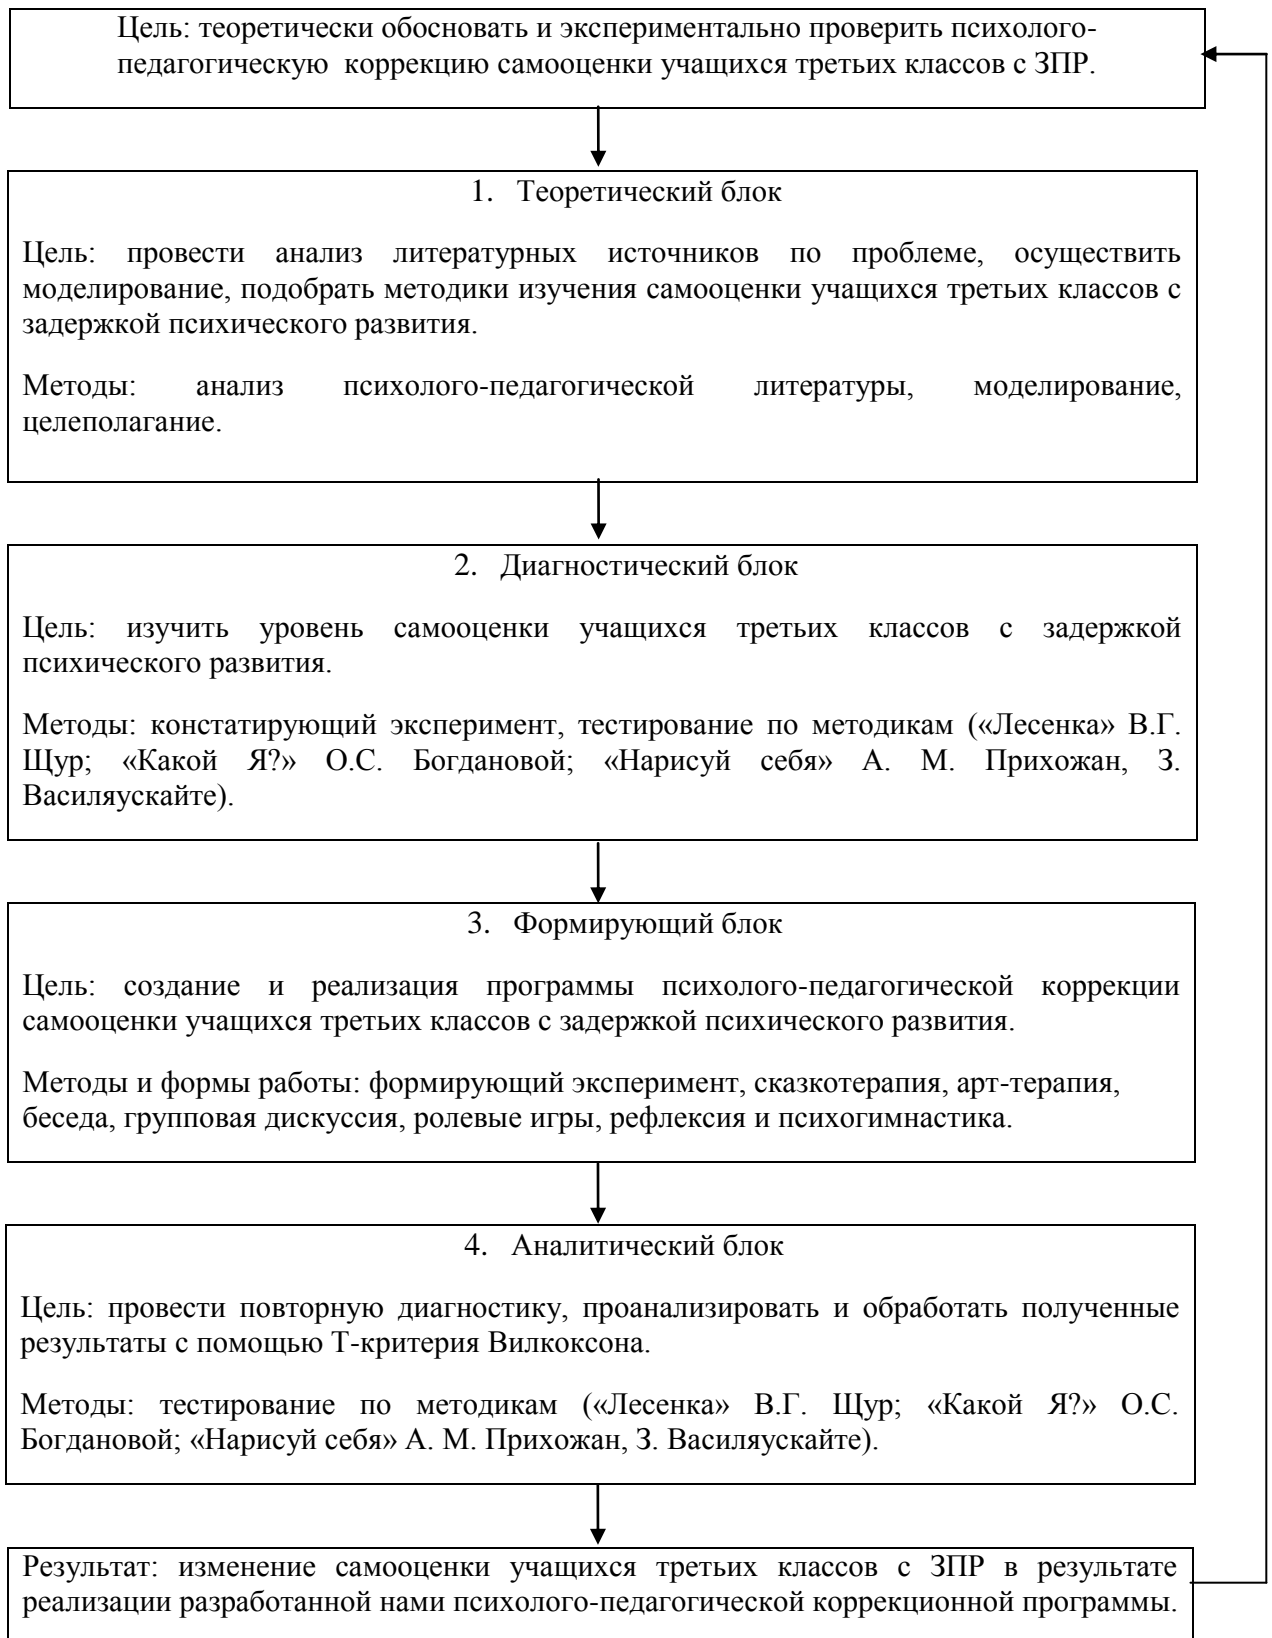 Цель: теоретически обосновать и экспериментально проверить психолого-
педагогическую коррекцию самооценки учащихся третьих классов с ЗПР.
1. Теоретический блок
Цель: провести анализ литературных источников по проблеме, осуществить
моделирование, подобрать методики изучения самооценки учащихся третьих классов с
задержкой психического развития.
Методы: анализ психолого-педагогической литературы, моделирование,
целеполагание.
2. Диагностический блок
Цель: изучить уровень самооценки учащихся третьих классов с задержкой
психического развития.
Методы: констатирующий эксперимент, тестирование по методикам («Лесенка» В.Г.
Щур; «Какой Я?» О.С. Богдановой; «Нарисуй себя» А. М. Прихожан, З.
Василяускайте).
3. Формирующий блок
Цель: создание и реализация программы психолого-педагогической коррекции
самооценки учащихся третьих классов с задержкой психического развития.
Методы и формы работы: формирующий эксперимент, сказкотерапия, арт-терапия,
беседа, групповая дискуссия, ролевые игры, рефлексия и психогимнастика.
4. Аналитический блок
Цель: провести повторную диагностику, проанализировать и обработать полученные
результаты с помощью Т-критерия Вилкоксона.
Методы: тестирование по методикам («Лесенка» В.Г. Щур; «Какой Я?» О.С.
Богдановой; «Нарисуй себя» А. М. Прихожан, З. Василяускайте).
Результат: изменение самооценки учащихся третьих классов с ЗПР в результате
реализации разработанной нами психолого-педагогической коррекционной программы.